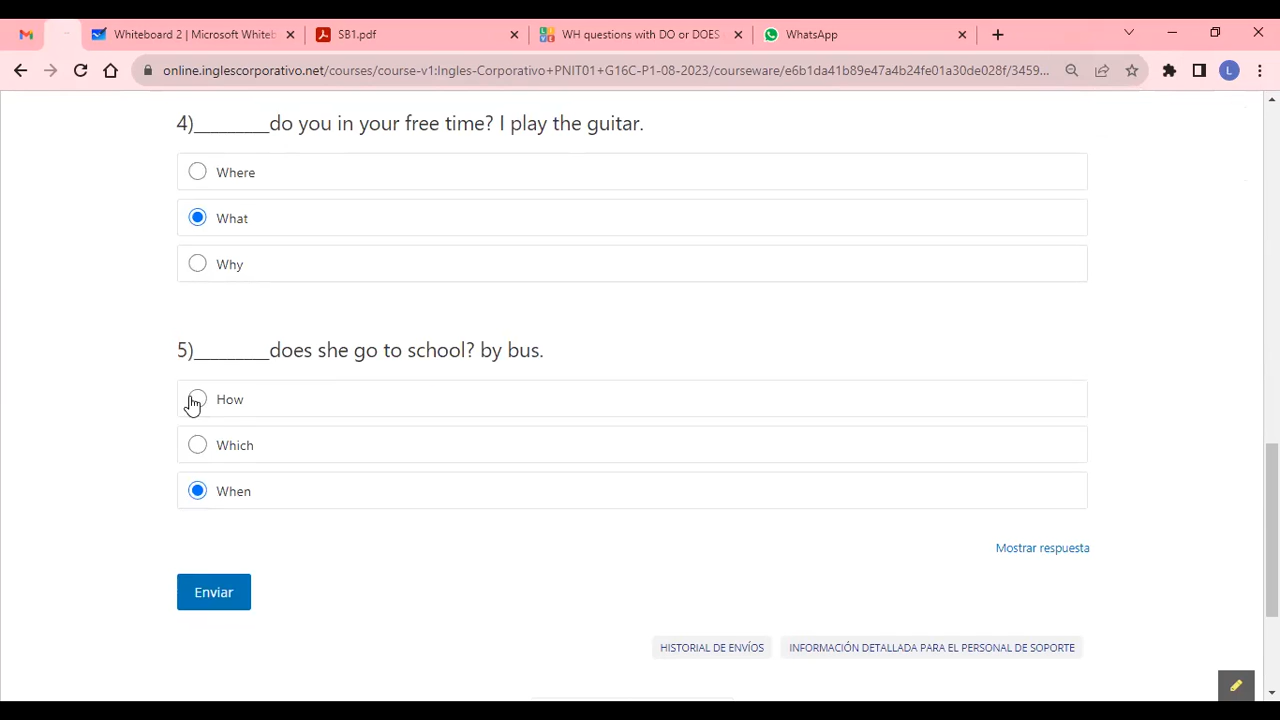 Whiteboard 2 | Microsoft Whiteb
SB1.pdf
WH questions with DO or DOES
WhatsApp
online.inglescorporativo.net/courses/course-v1:Ingles-Corporativo+PNIT01+G16C-P1-08-2023/courseware/e6b1da41b89e47a4b24fe01a30de028f/3459...
L
4)_________do you in your free time? I play the guitar.
Where
What
Why
5)_________does she go to school? by bus.
How
Which
When
Mostrar respuesta
Enviar
HISTORIAL DE ENVÍOS
INFORMACIÓN DETALLADA PARA EL PERSONAL DE SOPORTE